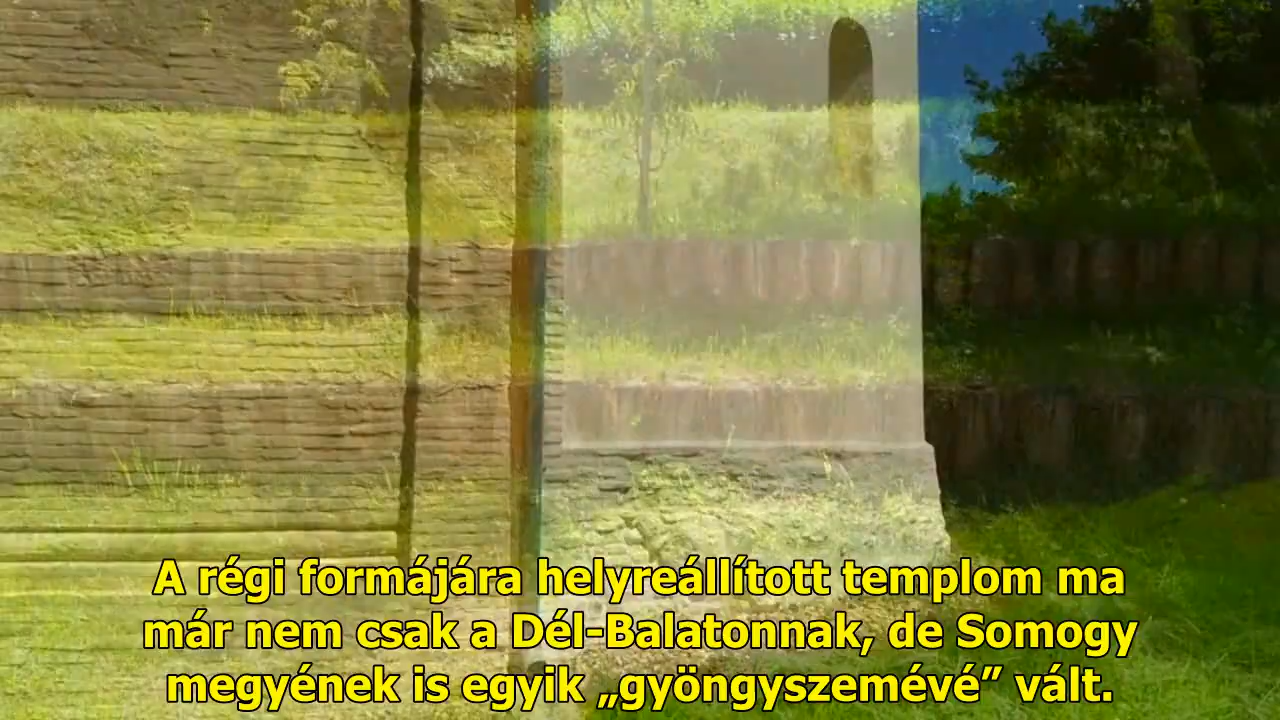 A régi formájára helyreállított templom ma
már nem csak a Dél-Balatonnak, de Somogy
megyének is egyik „gyöngyszemévé” vált.